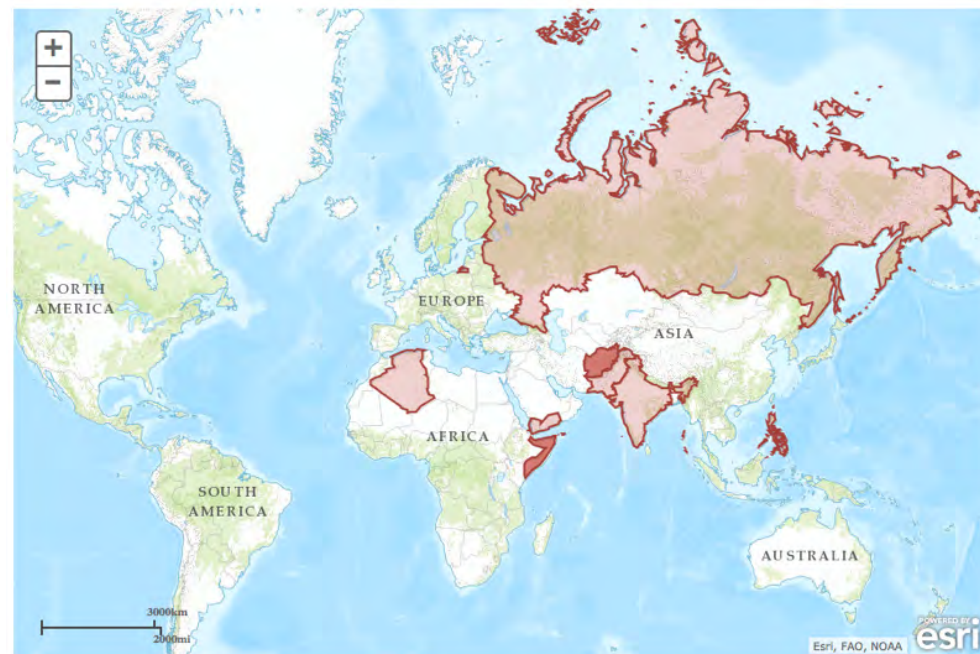 +
−
NORTH
AMERICA
EUROPE
ASIA
AFRICA
SOUTH
AMERICA
AUSTRALIA
3000km
2000mi
Esri, FAO, NOAA
POWERED BY
esri